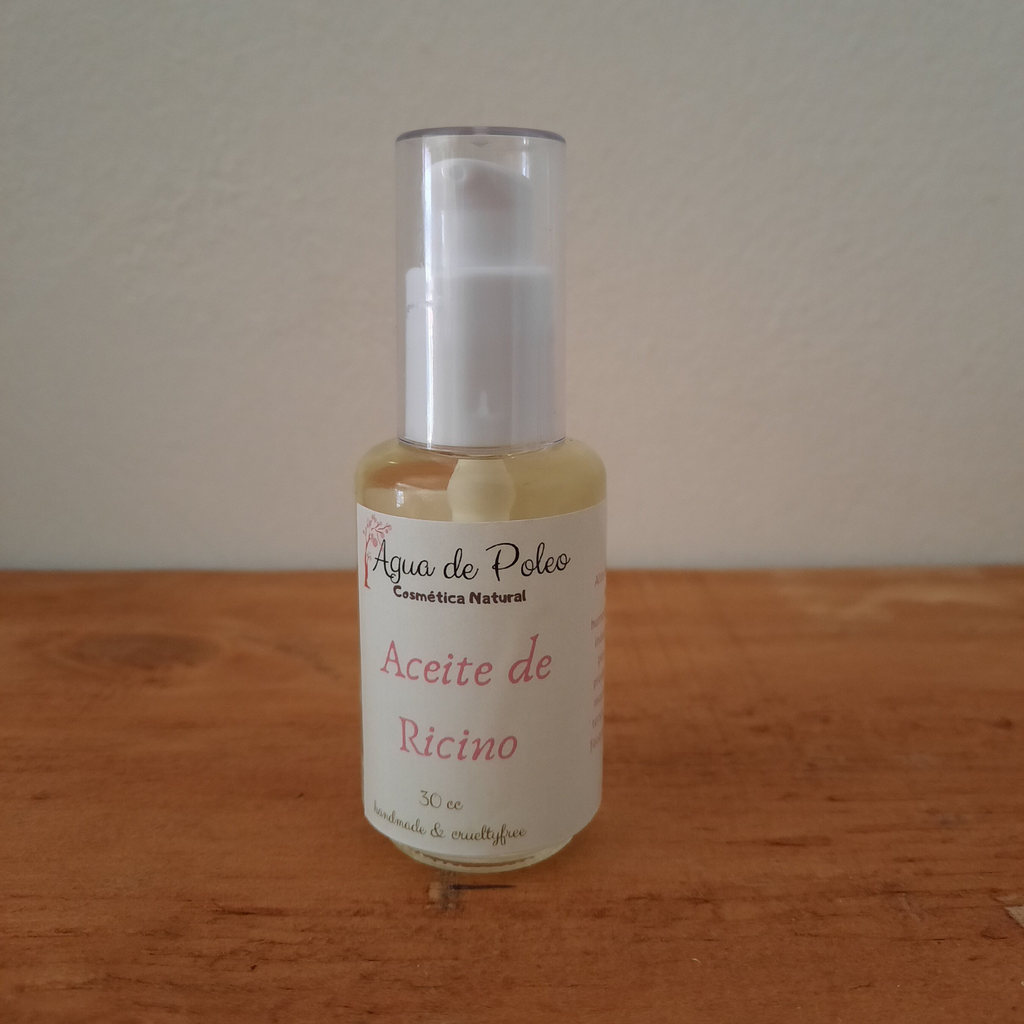 Agua de Poleo
Cosmética Natural
Aceite de
Ricino
30 cc
handmade & crueltyfree